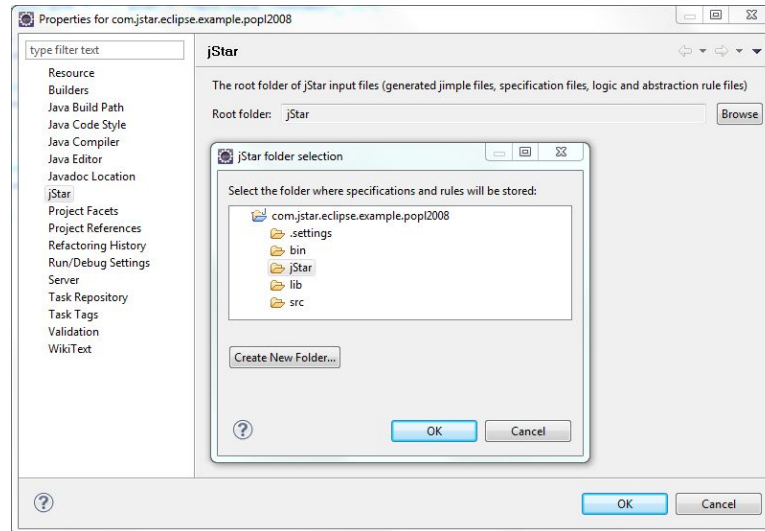 Properties for com.jstar.eclipse.example.popl2008
type filter text
Resource
Builders
Java Build Path
Java Code Style
Java Compiler
Java Editor
Javadoc Location
jStar
Project Facets
Project References
Refactoring History
Run/Debug Settings
Server
Task Repository
Task Tags
Validation
WikiText
jStar
The root folder of jStar input files (generated jimple files, specification files, logic and abstraction rule files)
Root folder: jStar Browse
jStar folder selection
Select the folder where specifications and rules will be stored:
com.jstar.eclipse.example.popl2008
.settings
bin
jStar
lib
src
Create New Folder...
? OK Cancel
? OK Cancel